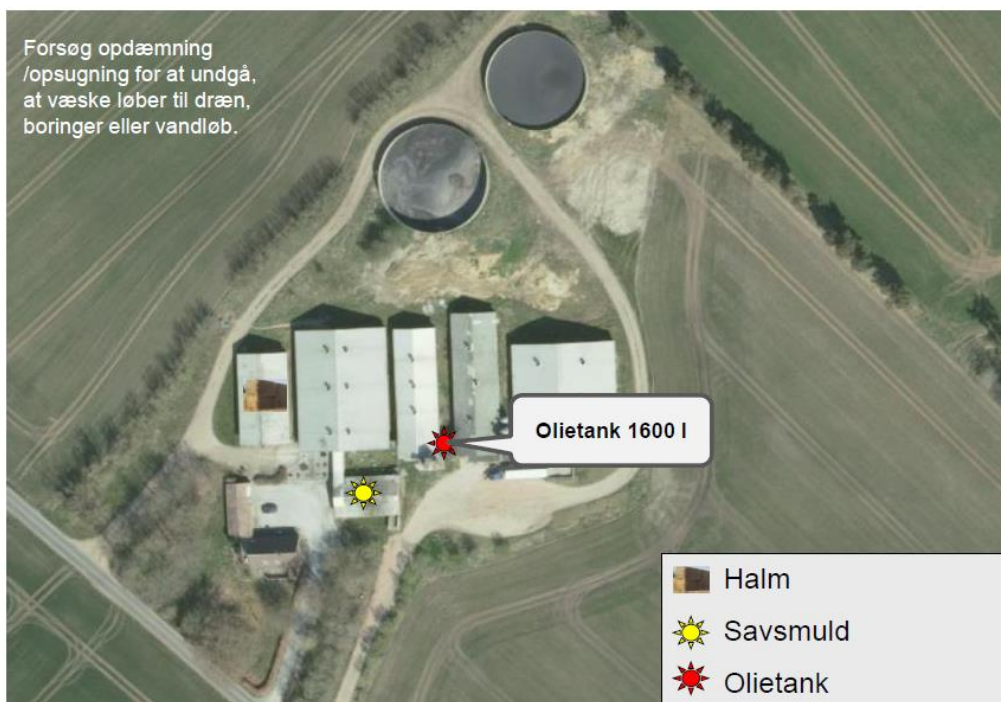 Forsøg opdæmning
/opsugning for at undgå,
at væske løber til dræn,
boringer eller vandløb.
Olietank 1600 l
Halm
Savsmuld
Olietank